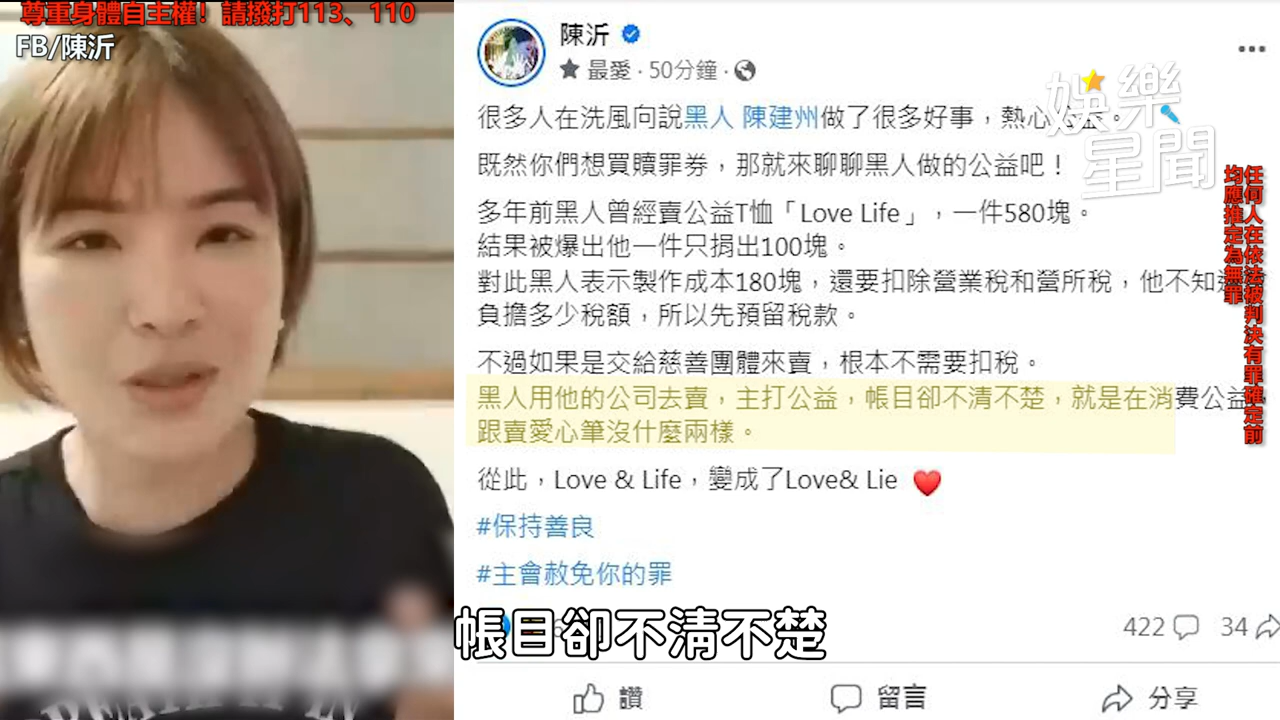 尊重身體自主權！請撥打113、110
FB/陳沂
陳沂
最愛·50分鐘·
娛樂星聞
很多人在洗風向說黑人 陳建州做了很多好事，熱心公益。
既然你們想買贖罪券，那就來聊聊黑人做的公益吧！
多年前黑人曾經賣公益T恤「Love Life」，一件580塊。
結果被爆出他一件只捐出100塊。
對此黑人表示製作成本180塊，還要扣除營業稅和營所稅，他不知道
負擔多少稅額，所以先預留稅款。
不過如果是交給慈善團體來賣，根本不需要扣稅。
黑人用他的公司去賣，主打公益，帳目卻不清不楚，就是在消費公益，
跟賣愛心筆沒什麼兩樣。
從此，Love & Life，變成了Love& Lie ❤️
#保持善良
#主會赦免你的罪
任何人在依法被判決有罪確定前
均應推定為無罪
帳目卻不清不楚
422
34
讚
留言
分享